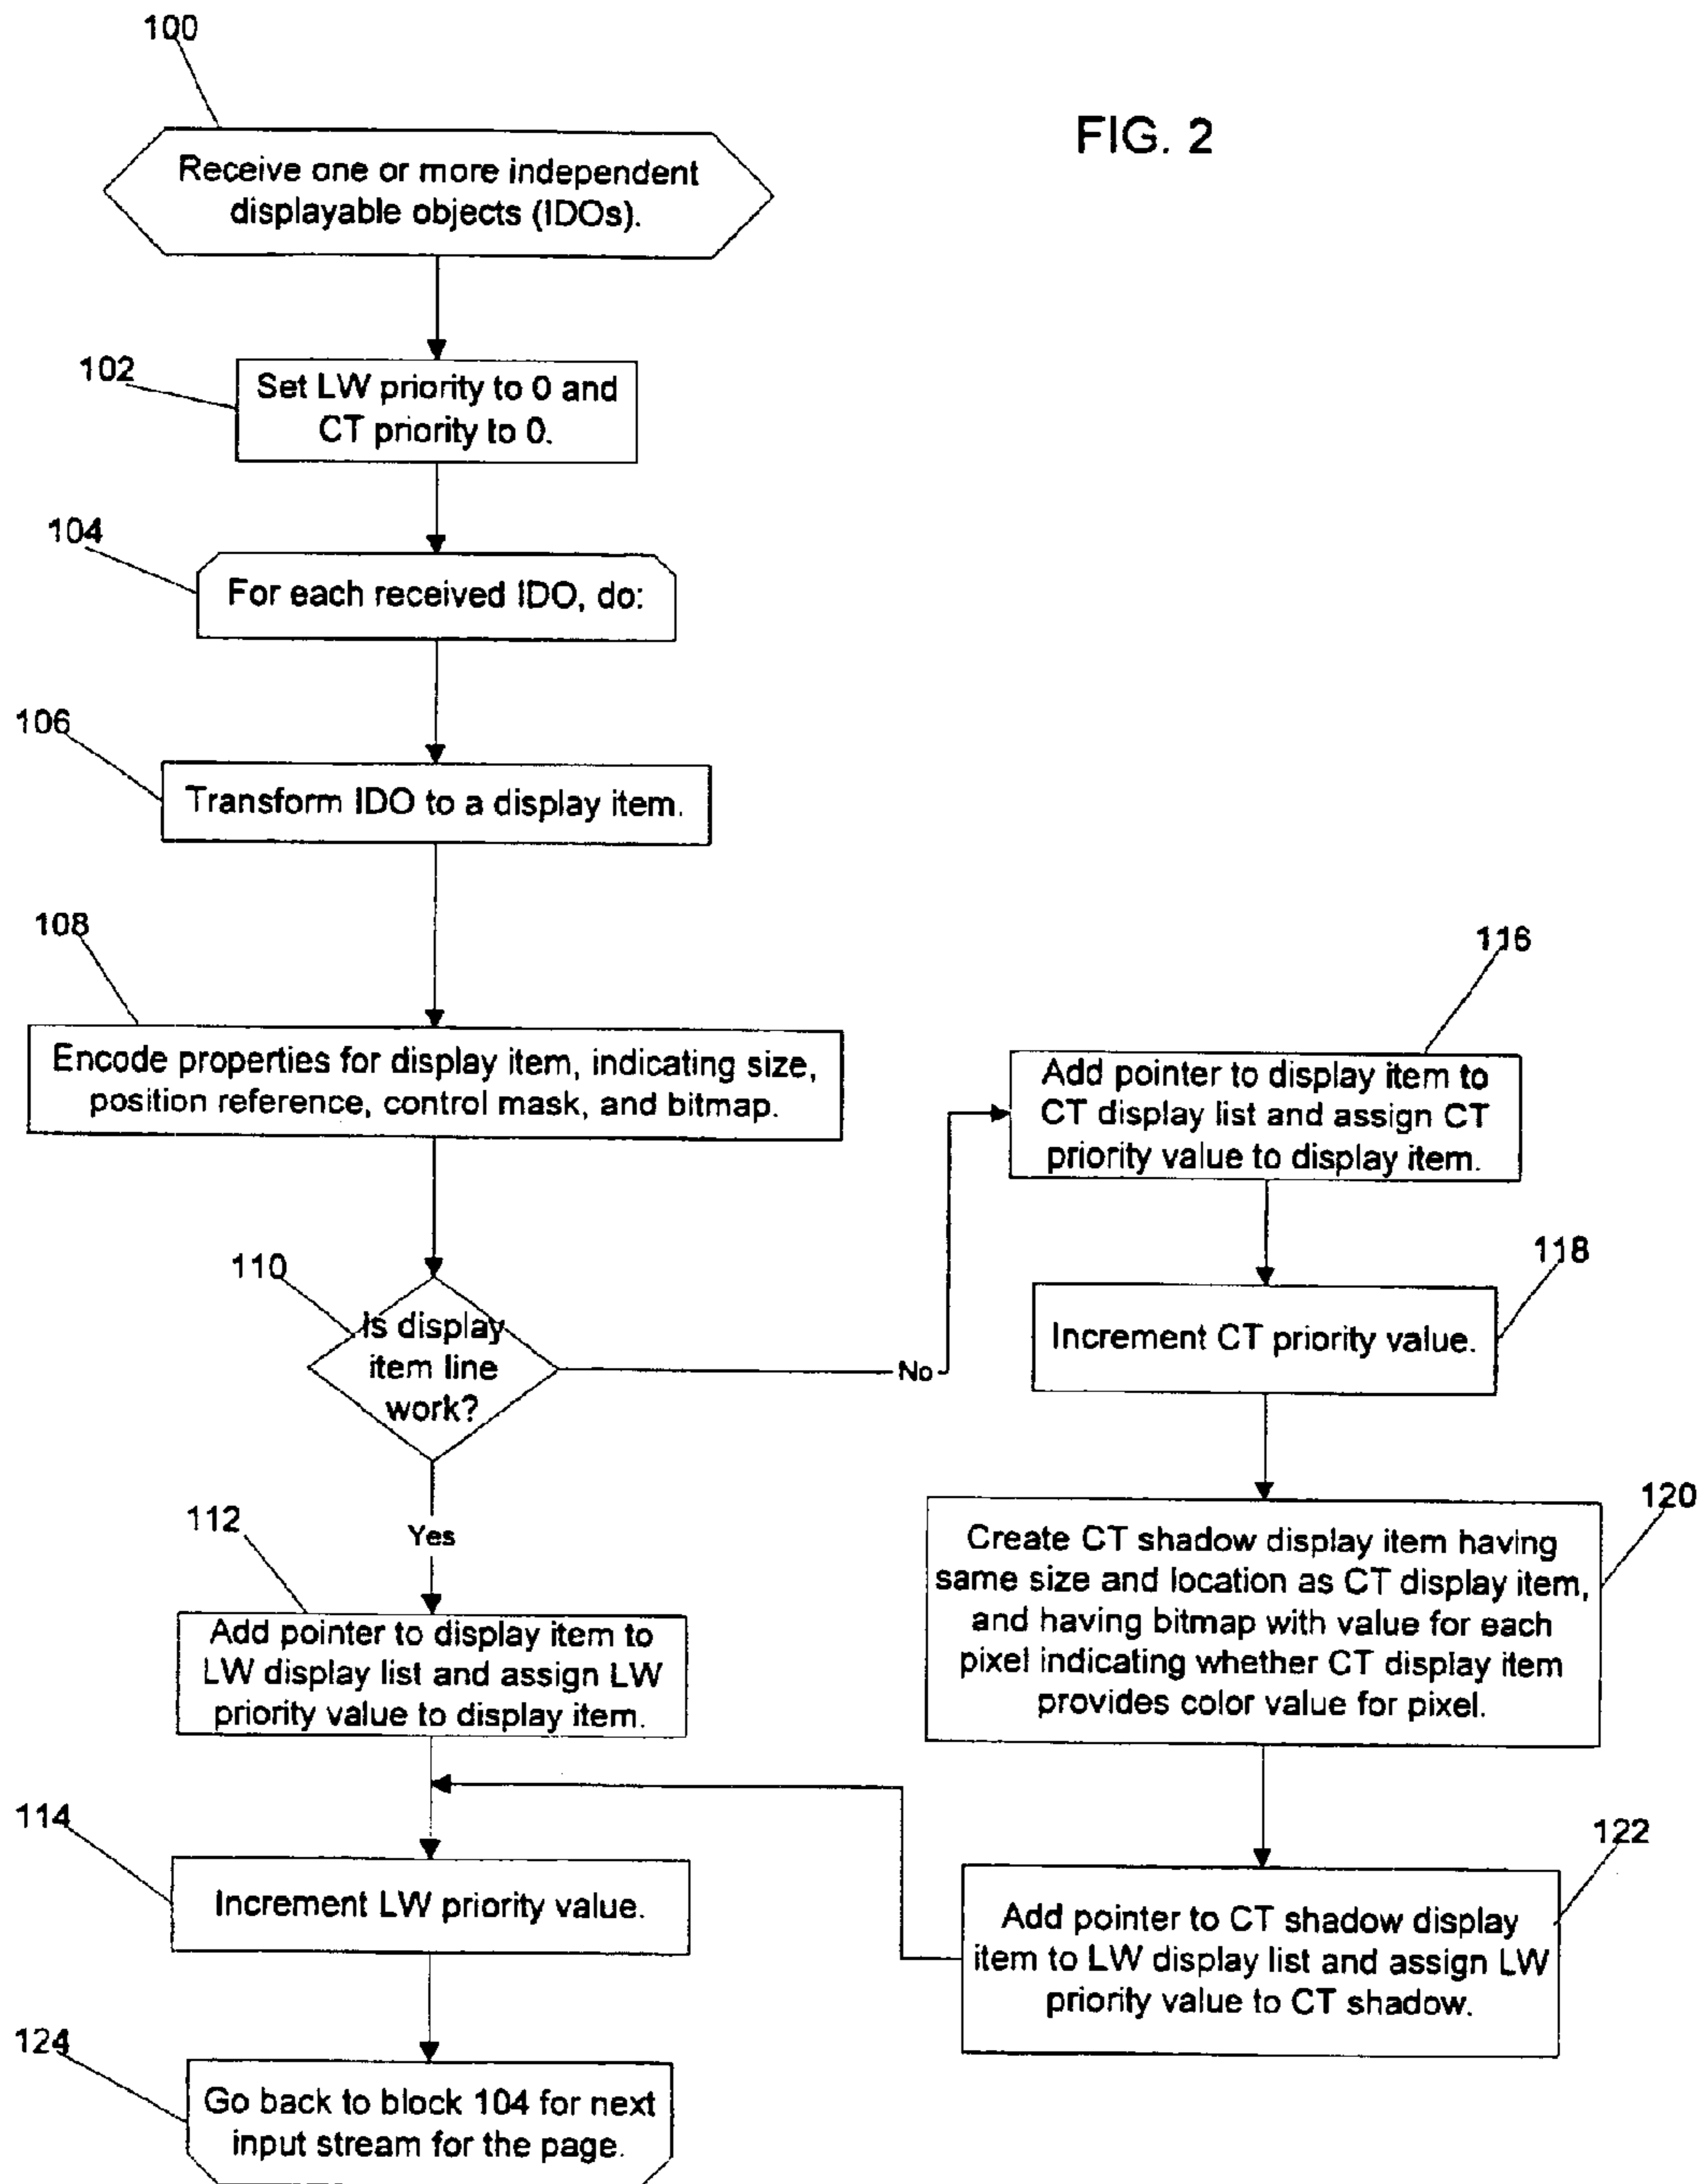 100
FIG. 2
Receive one or more independent
displayable objects (IDOs).
102
Set LW priority to 0 and
CT priority to 0.
104
For each received IDO, do:
106
Transform IDO to a display item.
108
Encode properties for display item, indicating size,
position reference, control mask, and bitmap.
110
Is display
item line
work?
No
Yes
112
Add pointer to display item to
LW display list and assign LW
priority value to display item.
114
Increment LW priority value.
124
Go back to block 104 for next
input stream for the page.
116
Add pointer to display item to
CT display list and assign CT
priority value to display item.
118
Increment CT priority value.
120
Create CT shadow display item having
same size and location as CT display item,
and having bitmap with value for each
pixel indicating whether CT display item
provides color value for pixel.
122
Add pointer to CT shadow display
item to LW display list and assign LW
priority value to CT shadow.